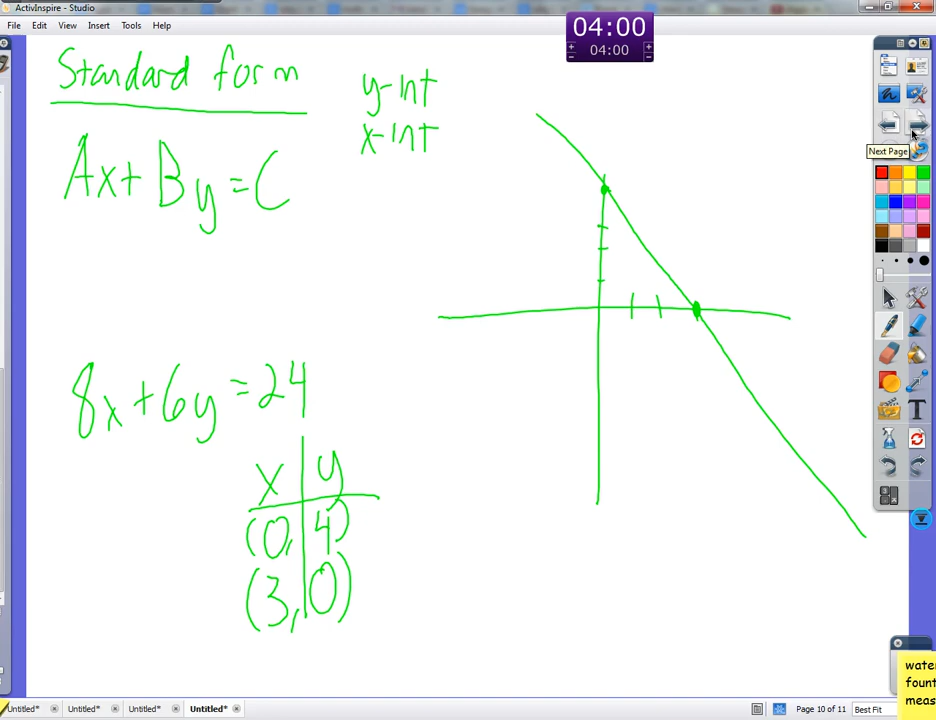 ActivInspire - Studio
File Edit View Insert Tools Help
04:00
04:00
Standard form
y-int
x-int
Ax+By=C
Next Page
8x+6y=24
x y
(0, 4)
(3, 0)
water
fount
meas
Untitled* Untitled* Untitled* Untitled*
Page 10 of 11 Best Fit